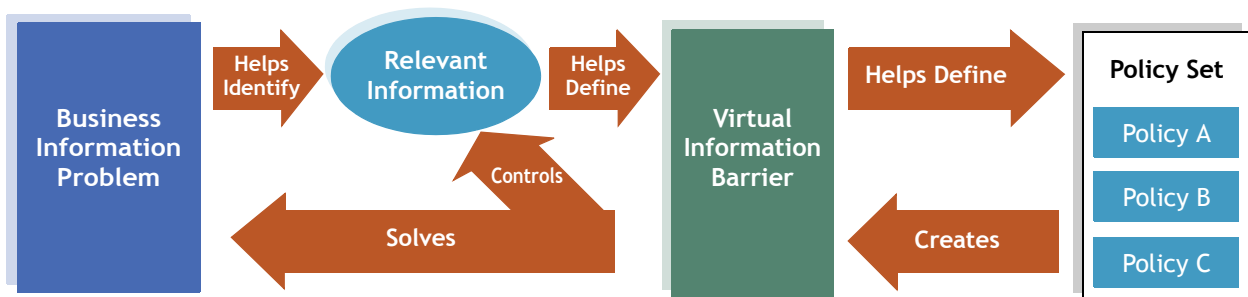 Business
Information
Problem
Helps
Identify
Relevant
Information
Helps
Define
Controls
Solves
Virtual
Information
Barrier
Helps Define
Creates
Policy Set
Policy A
Policy B
Policy C